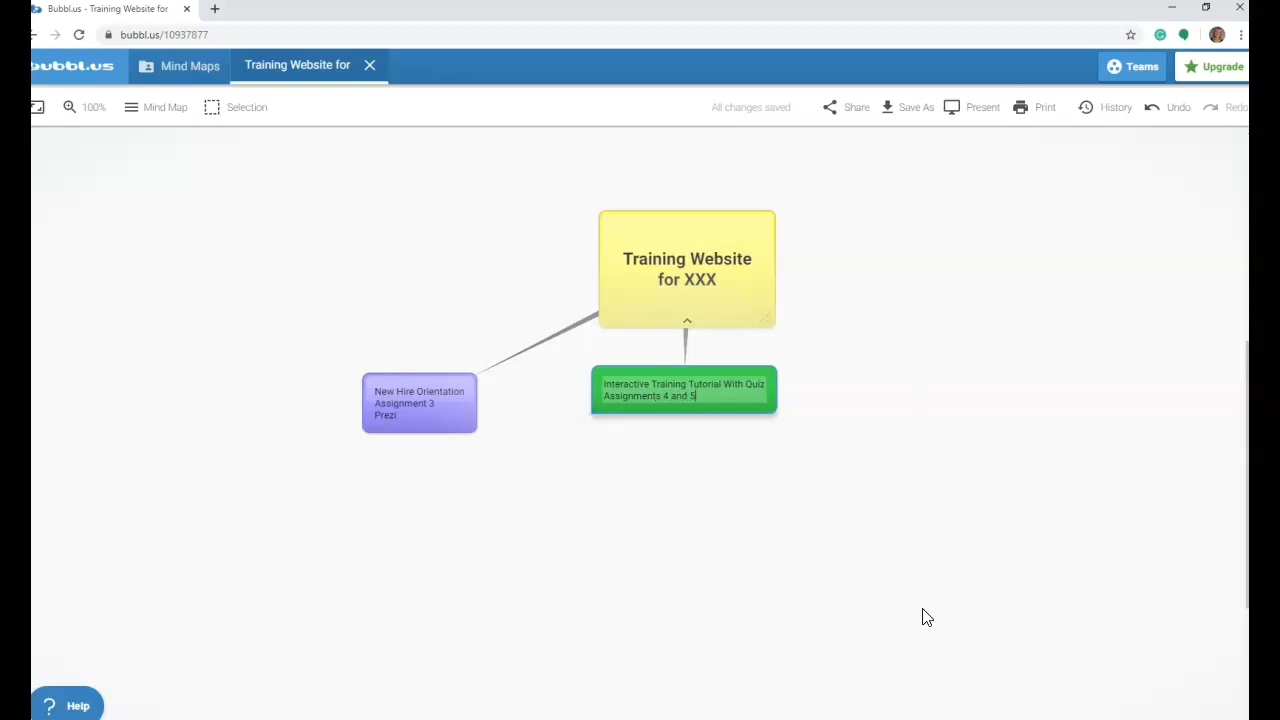 Bubbl.us - Training Website for
bubbl.us/10937877
bubbl.us
Mind Maps
Training Website for
Teams
Upgrade
100%
Mind Map
Selection
All changes saved
Share
Save As
Present
Print
History
Undo
Redo
Training Website
for XXX
New Hire Orientation
Assignment 3
Prezi
Interactive Training Tutorial With Quiz
Assignments 4 and 5
? Help